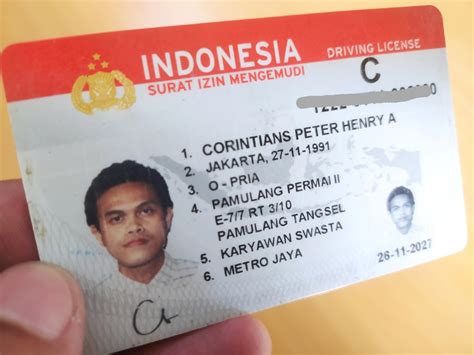 INDONESIA
SURAT IZIN MENGEMUDI
DRIVING LICENSE
C
1. CORINTIANS PETER HENRY A
2. JAKARTA, 27-11-1991
3. O - PRIA
4. PAMULANG PERMAI II
E-7/7 RT 3/10
PAMULANG TANGSEL
5. KARYAWAN SWASTA
6. METRO JAYA
26-11-2027